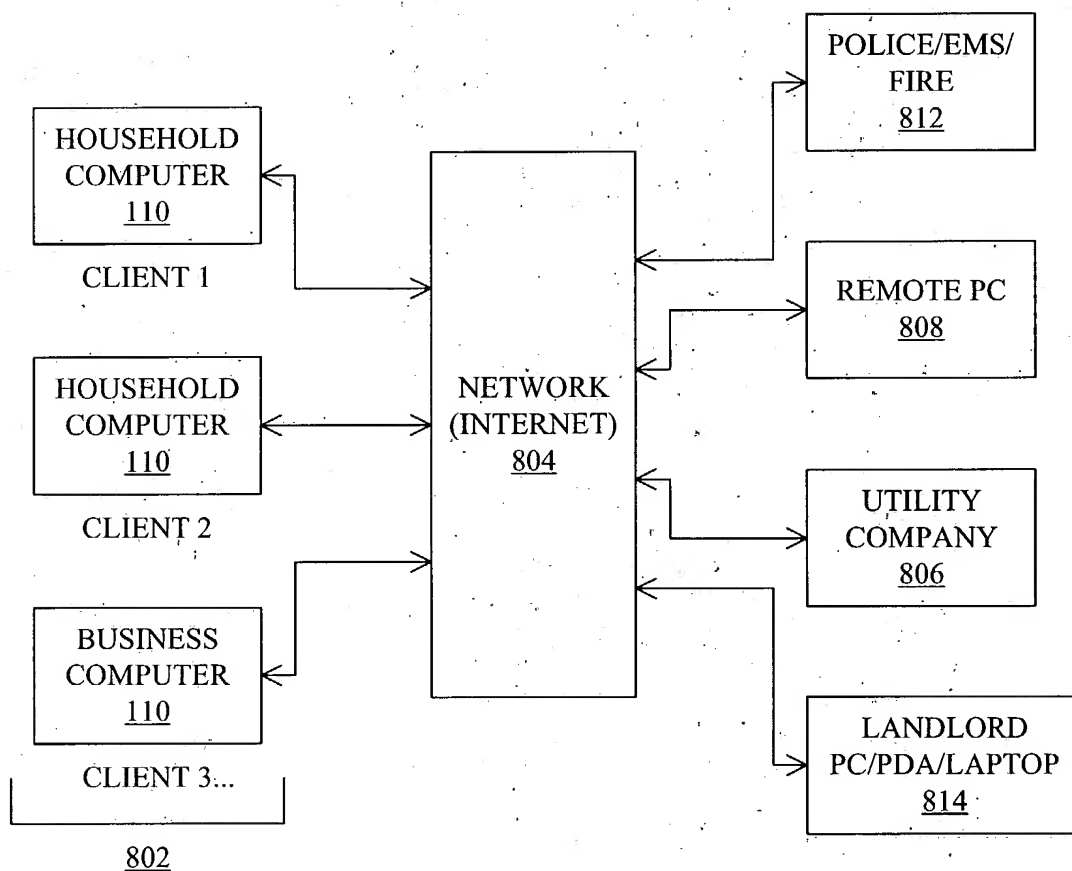 HOUSEHOLD
COMPUTER
110
CLIENT 1
HOUSEHOLD
COMPUTER
110
CLIENT 2
BUSINESS
COMPUTER
110
CLIENT 3...
802
NETWORK
(INTERNET)
804
POLICE/EMS/
FIRE
812
REMOTE PC
808
UTILITY
COMPANY
806
LANDLORD
PC/PDA/LAPTOP
814